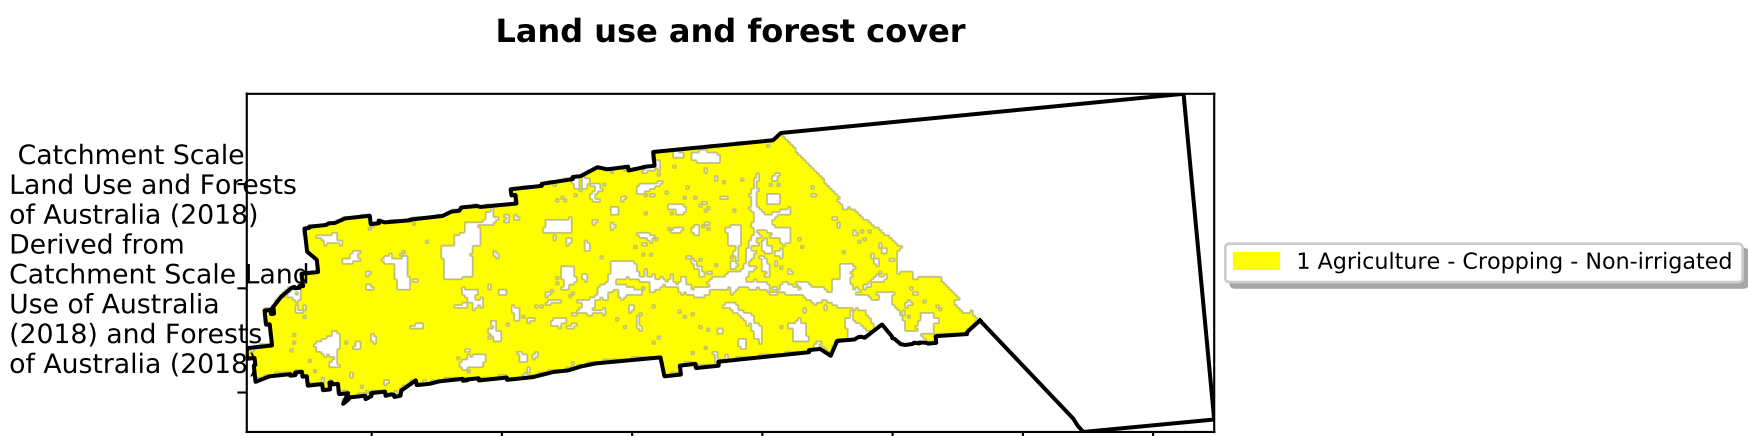 Land use and forest cover
Catchment Scale
Land Use and Forests
of Australia (2018)
Derived from
Catchment Scale Land
Use of Australia
(2018) and Forests
of Australia (2018
1 Agriculture - Cropping - Non-irrigated